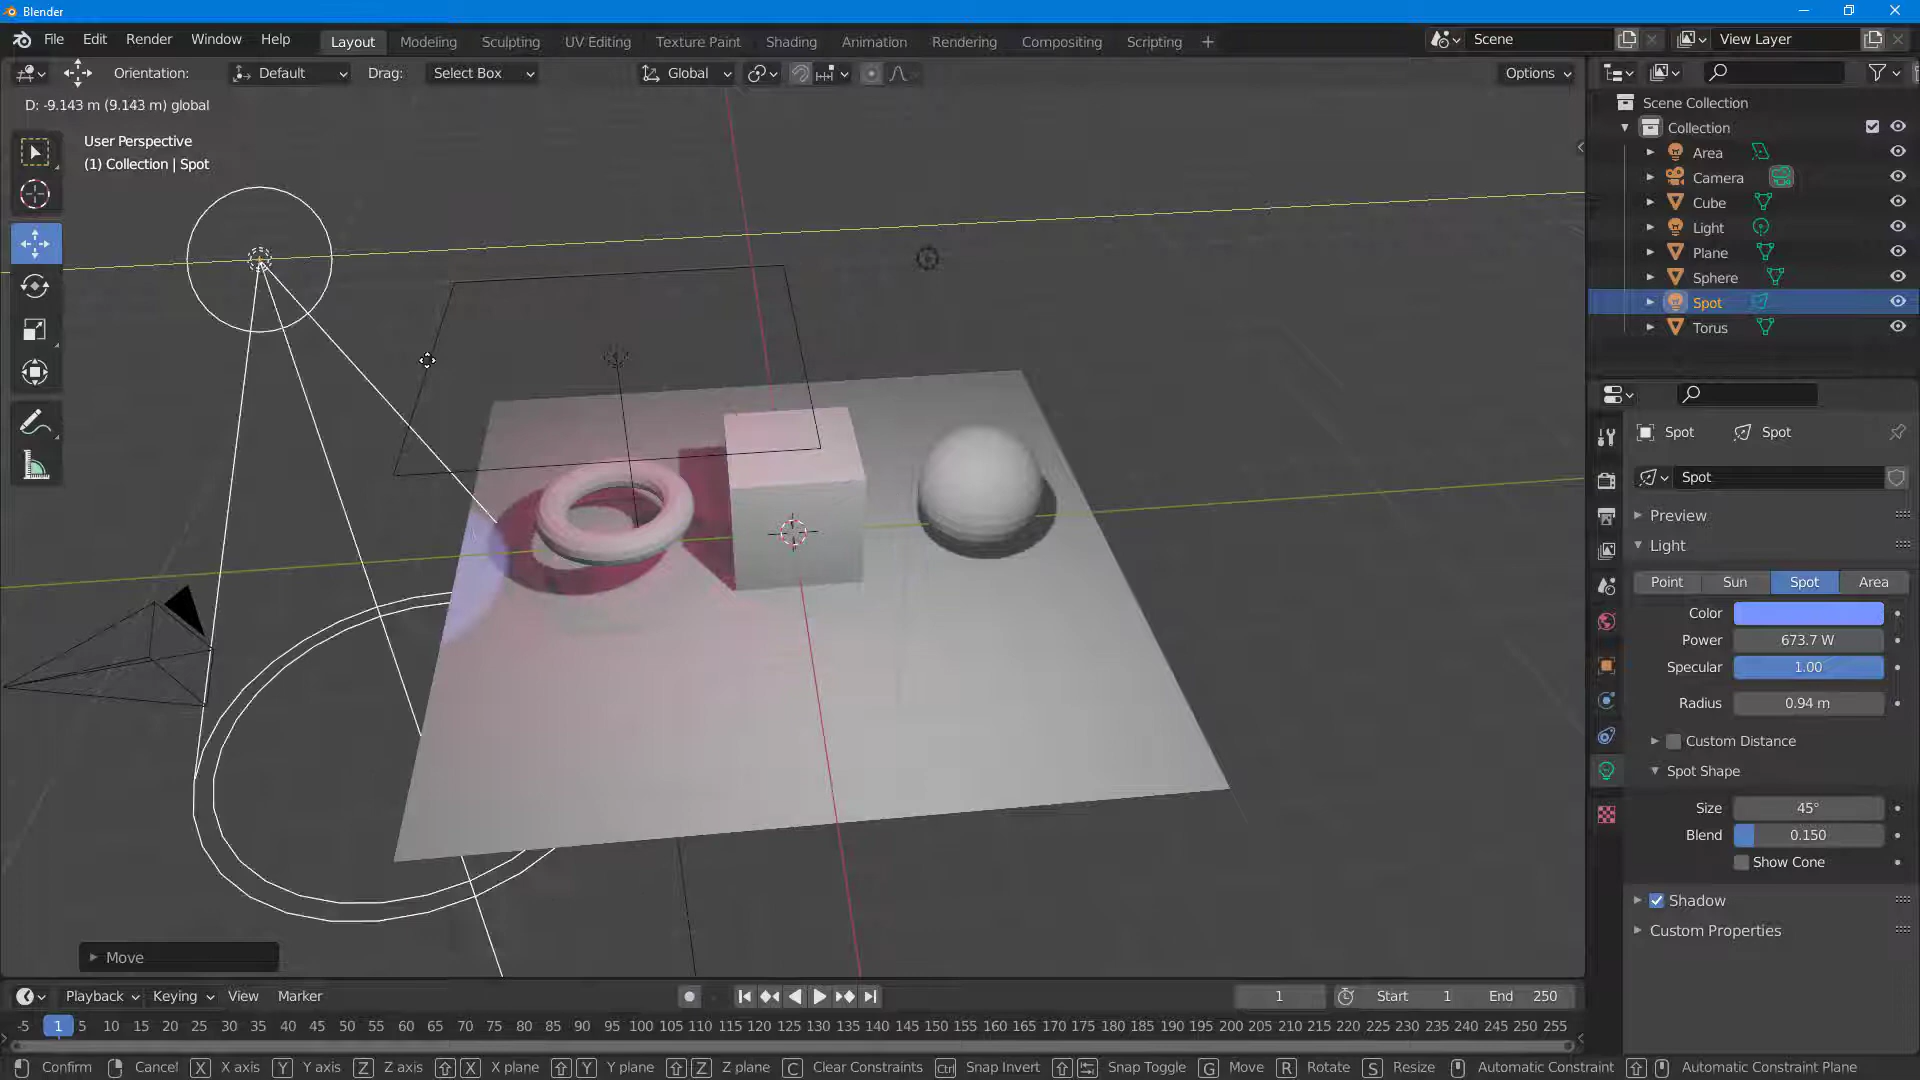 Blender
File Edit Render Window Help Layout Modeling Sculpting UV Editing Texture Paint Shading Animation Rendering Compositing Scripting + Scene View Layer
Orientation: Default Drag: Select Box Global Options
D: -9.143 m (9.143 m) global
User Perspective
(1) Collection | Spot
Scene Collection
Collection
Area
Camera
Cube
Light
Plane
Sphere
Spot
Torus
Spot Spot
Spot
Preview
Light
Point Sun Spot Area
Color
Power 673.7 W
Specular 1.00
Radius 0.94 m
Custom Distance
Spot Shape
Size 45°
Blend 0.150
Show Cone
Shadow
Custom Properties
Move
Playback Keying View Marker 1 Start 1 End 250
-5 1 5 10 15 20 25 30 35 40 45 50 55 60 65 70 75 80 85 90 95 100 105 110 115 120 125 130 135 140 145 150 155 160 165 170 175 180 185 190 195 200 205 210 215 220 225 230 235 240 245 250 255
Confirm Cancel X X axis Y Y axis Z Z axis X X plane Y Y plane Z Z plane C Clear Constraints Ctrl Snap Invert Snap Toggle G Move R Rotate S Resize Automatic Constraint Automatic Constraint Plane